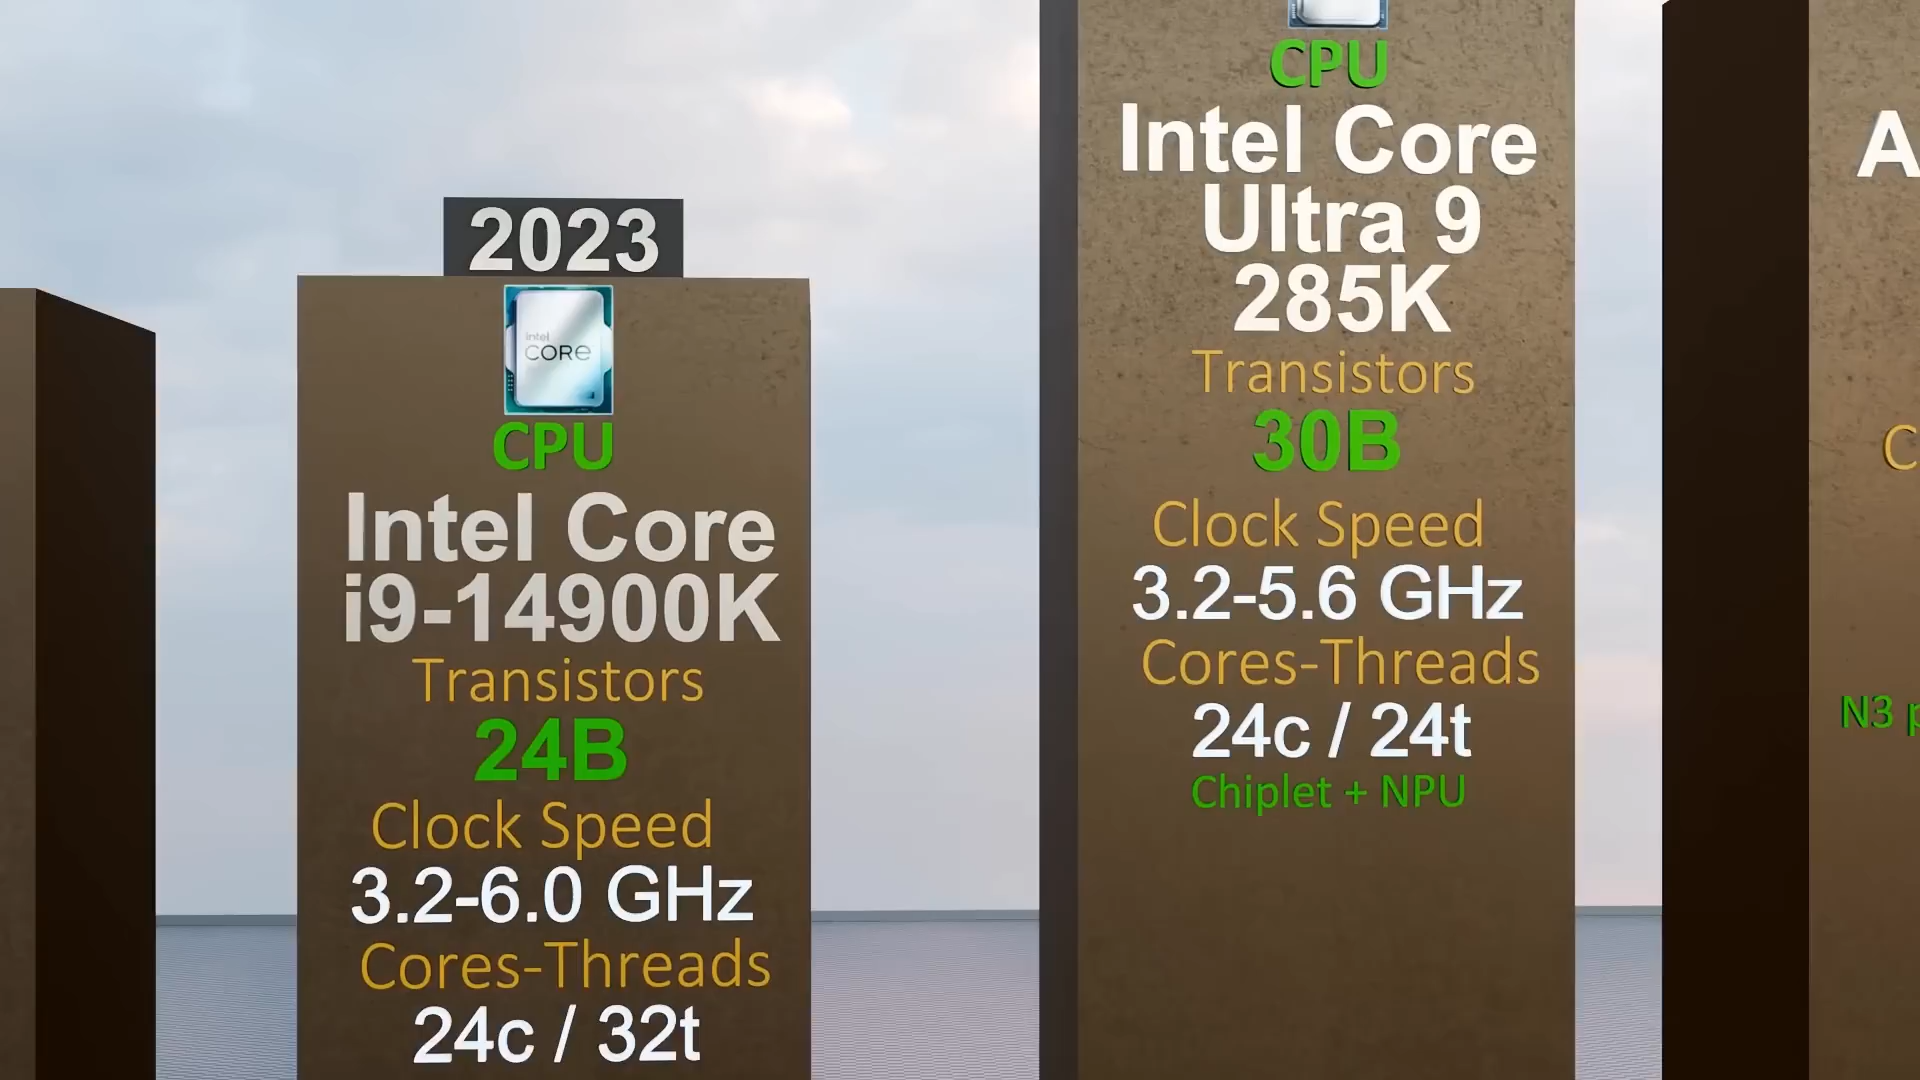 2023
intel
CORE
CPU
Intel Core
i9-14900K
Transistors
24B
Clock Speed
3.2-6.0 GHz
Cores-Threads
24c / 32t
CPU
Intel Core
Ultra 9
285K
Transistors
30B
Clock Speed
3.2-5.6 GHz
Cores-Threads
24c / 24t
Chiplet + NPU
A
C
N3